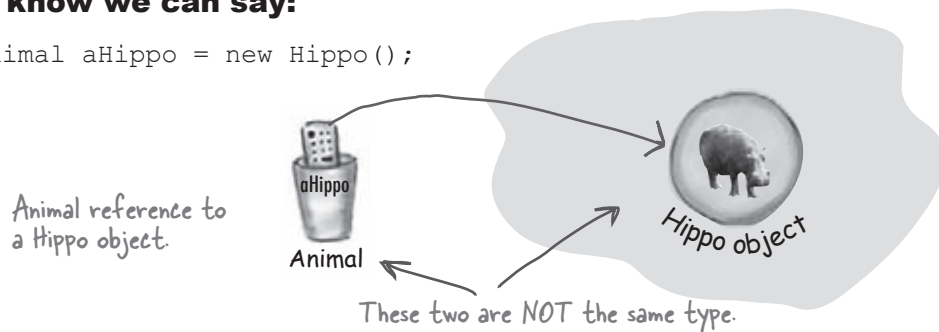 know we can say:
imal aHippo = new Hippo();
aHippo
Animal reference to
a Hippo object.
Animal
Hippo object
These two are NOT the same type.